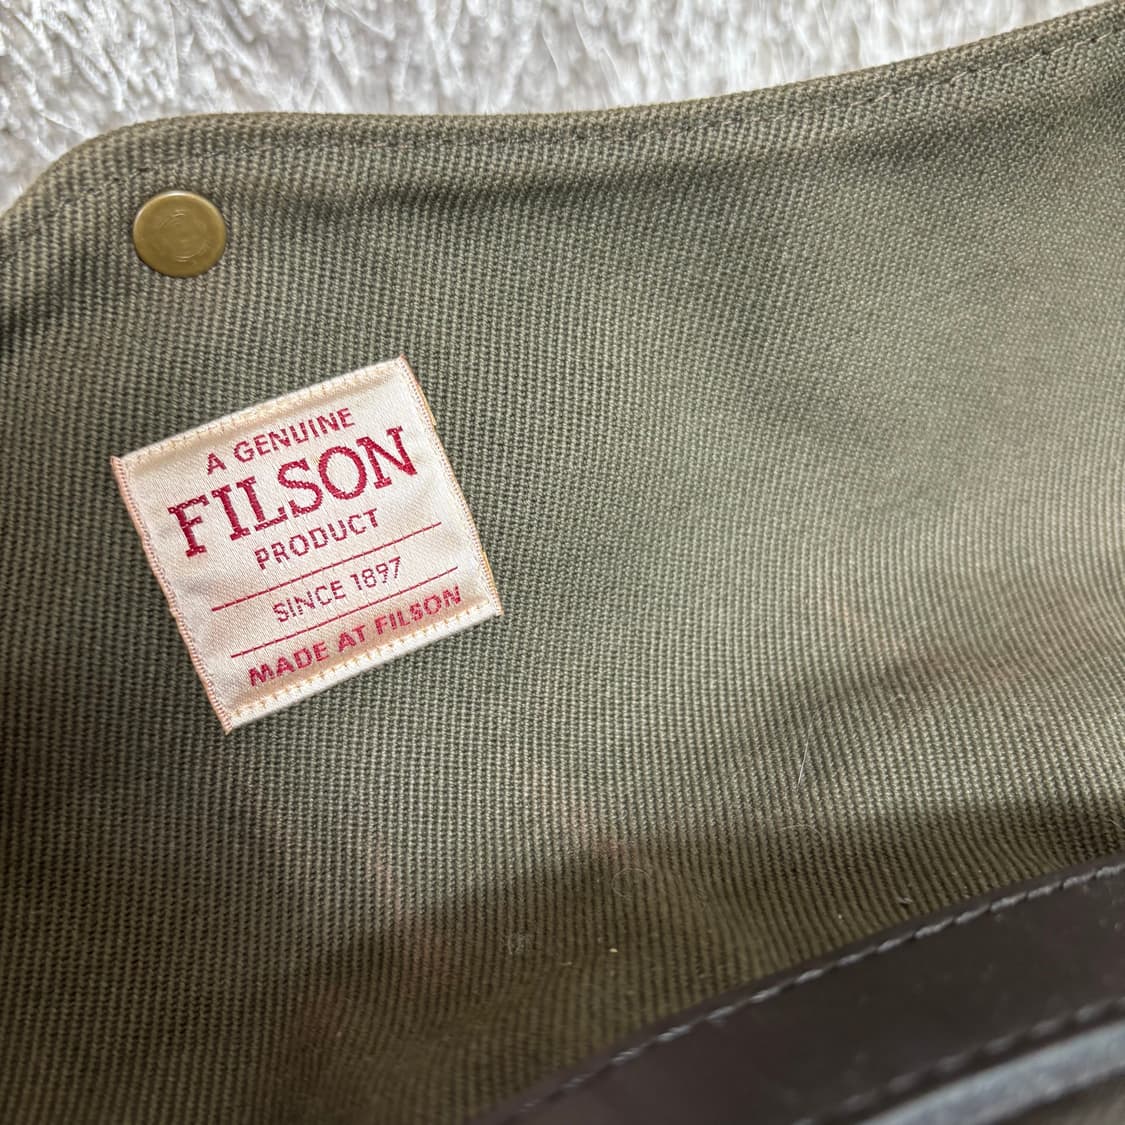 A GENUINE
FILSON
PRODUCT
SINCE 1897
MADE AT FILSON